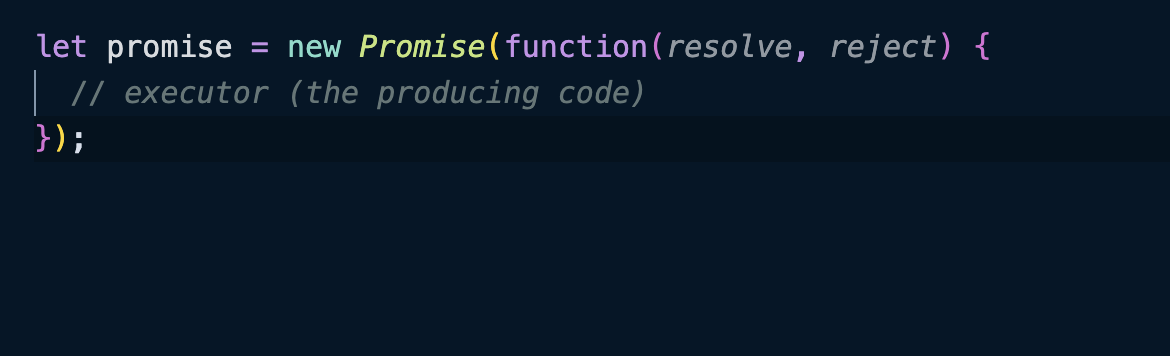 let promise = new Promise(function(resolve, reject) {
  // executor (the producing code)
});